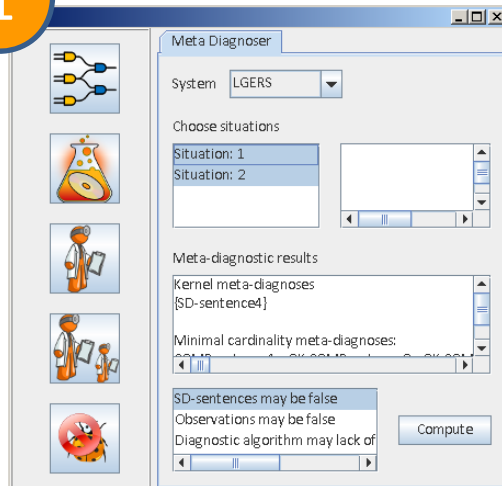 1
Meta Diagnoser
System LGERS
Choose situations
Situation: 1
Situation: 2
Meta-diagnostic results
Kernel meta-diagnoses
{SD-sentence4}
Minimal cardinality meta-diagnoses:
SD-sentences may be false
Observations may be false
Diagnostic algorithm may lack of
Compute